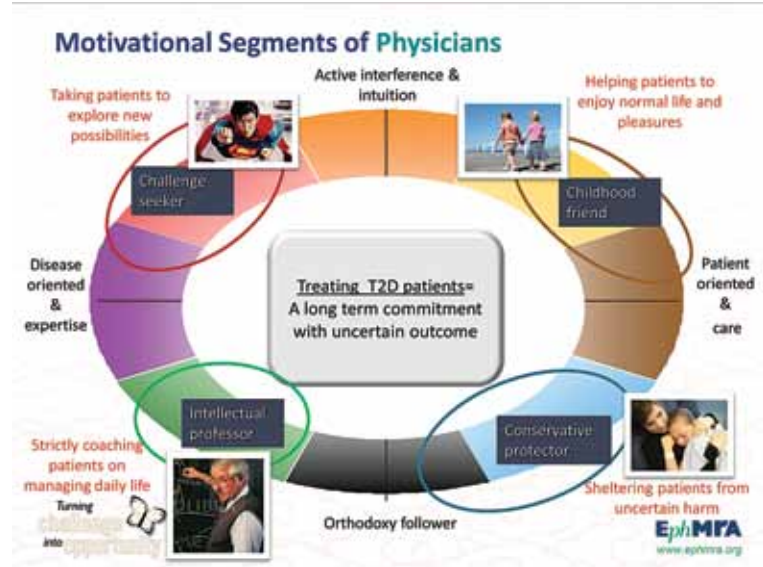 Motivational Segments of Physicians
Active interference &
intuition
Taking patients to
explore new
possibilities
Helping patients to
enjoy normal life and
pleasures
Challenge
seeker
Childhood
friend
Disease
oriented
&
expertise
Treating T2D patients=
A long term commitment
with uncertain outcome
Patient
oriented
&
care
Intellectual
professor
Conservative
protector
Strictly coaching
patients on
managing daily life
Sheltering patients from
uncertain harm
Orthodoxy follower
Turning
challenge
into opportunity
EphMRA
www.ephmra.org